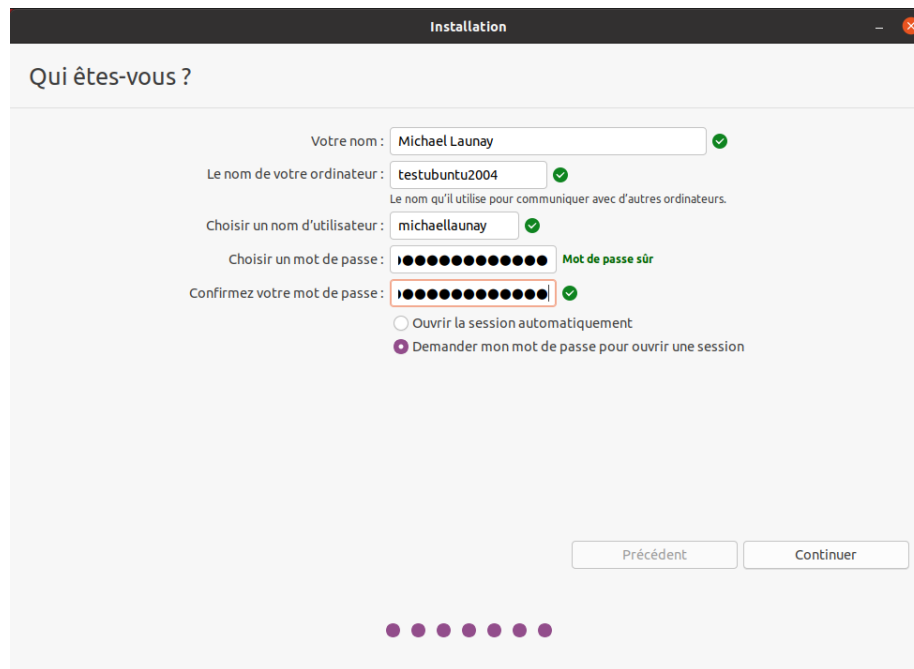 Installation
Qui êtes-vous ?
Votre nom : Michael Launay
Le nom de votre ordinateur : testubuntu2004
Le nom qu'il utilise pour communiquer avec d'autres ordinateurs.
Choisir un nom d'utilisateur : michaellaunay
Choisir un mot de passe : Mot de passe sûr
Confirmez votre mot de passe :
Ouvrir la session automatiquement
Demander mon mot de passe pour ouvrir une session
Précédent Continuer